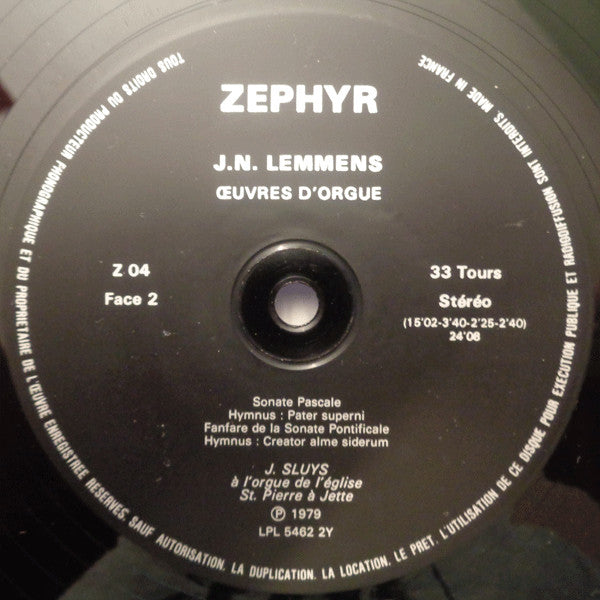 ZEPHYR
J.N. LEMMENS
ŒUVRES D'ORGUE
Z 04
Face 2
33 Tours
Stéréo
(15'02-3'40-2'25-2'40)
24'08
Sonate Pascale
Hymnus : Pater superni
Fanfare de la Sonate Pontificale
Hymnus : Creator alme siderum
J. SLUYS
à l'orgue de l'église
St. Pierre à Jette
Ⓟ 1979
LPL 5462 2Y
TOUS DROITS DU PRODUCTEUR PHONOGRAPHIQUE ET DU PROPRIETAIRE DE L'ŒUVRE ENREGISTREE RESERVES. SAUF AUTORISATION. LA DUPLICATION. LA LOCATION. LE PRET. L'UTILISATION DE CE DISQUE POUR EXECUTION PUBLIQUE ET RADIODIFFUSION SONT INTERDITS. MADE IN FRANCE